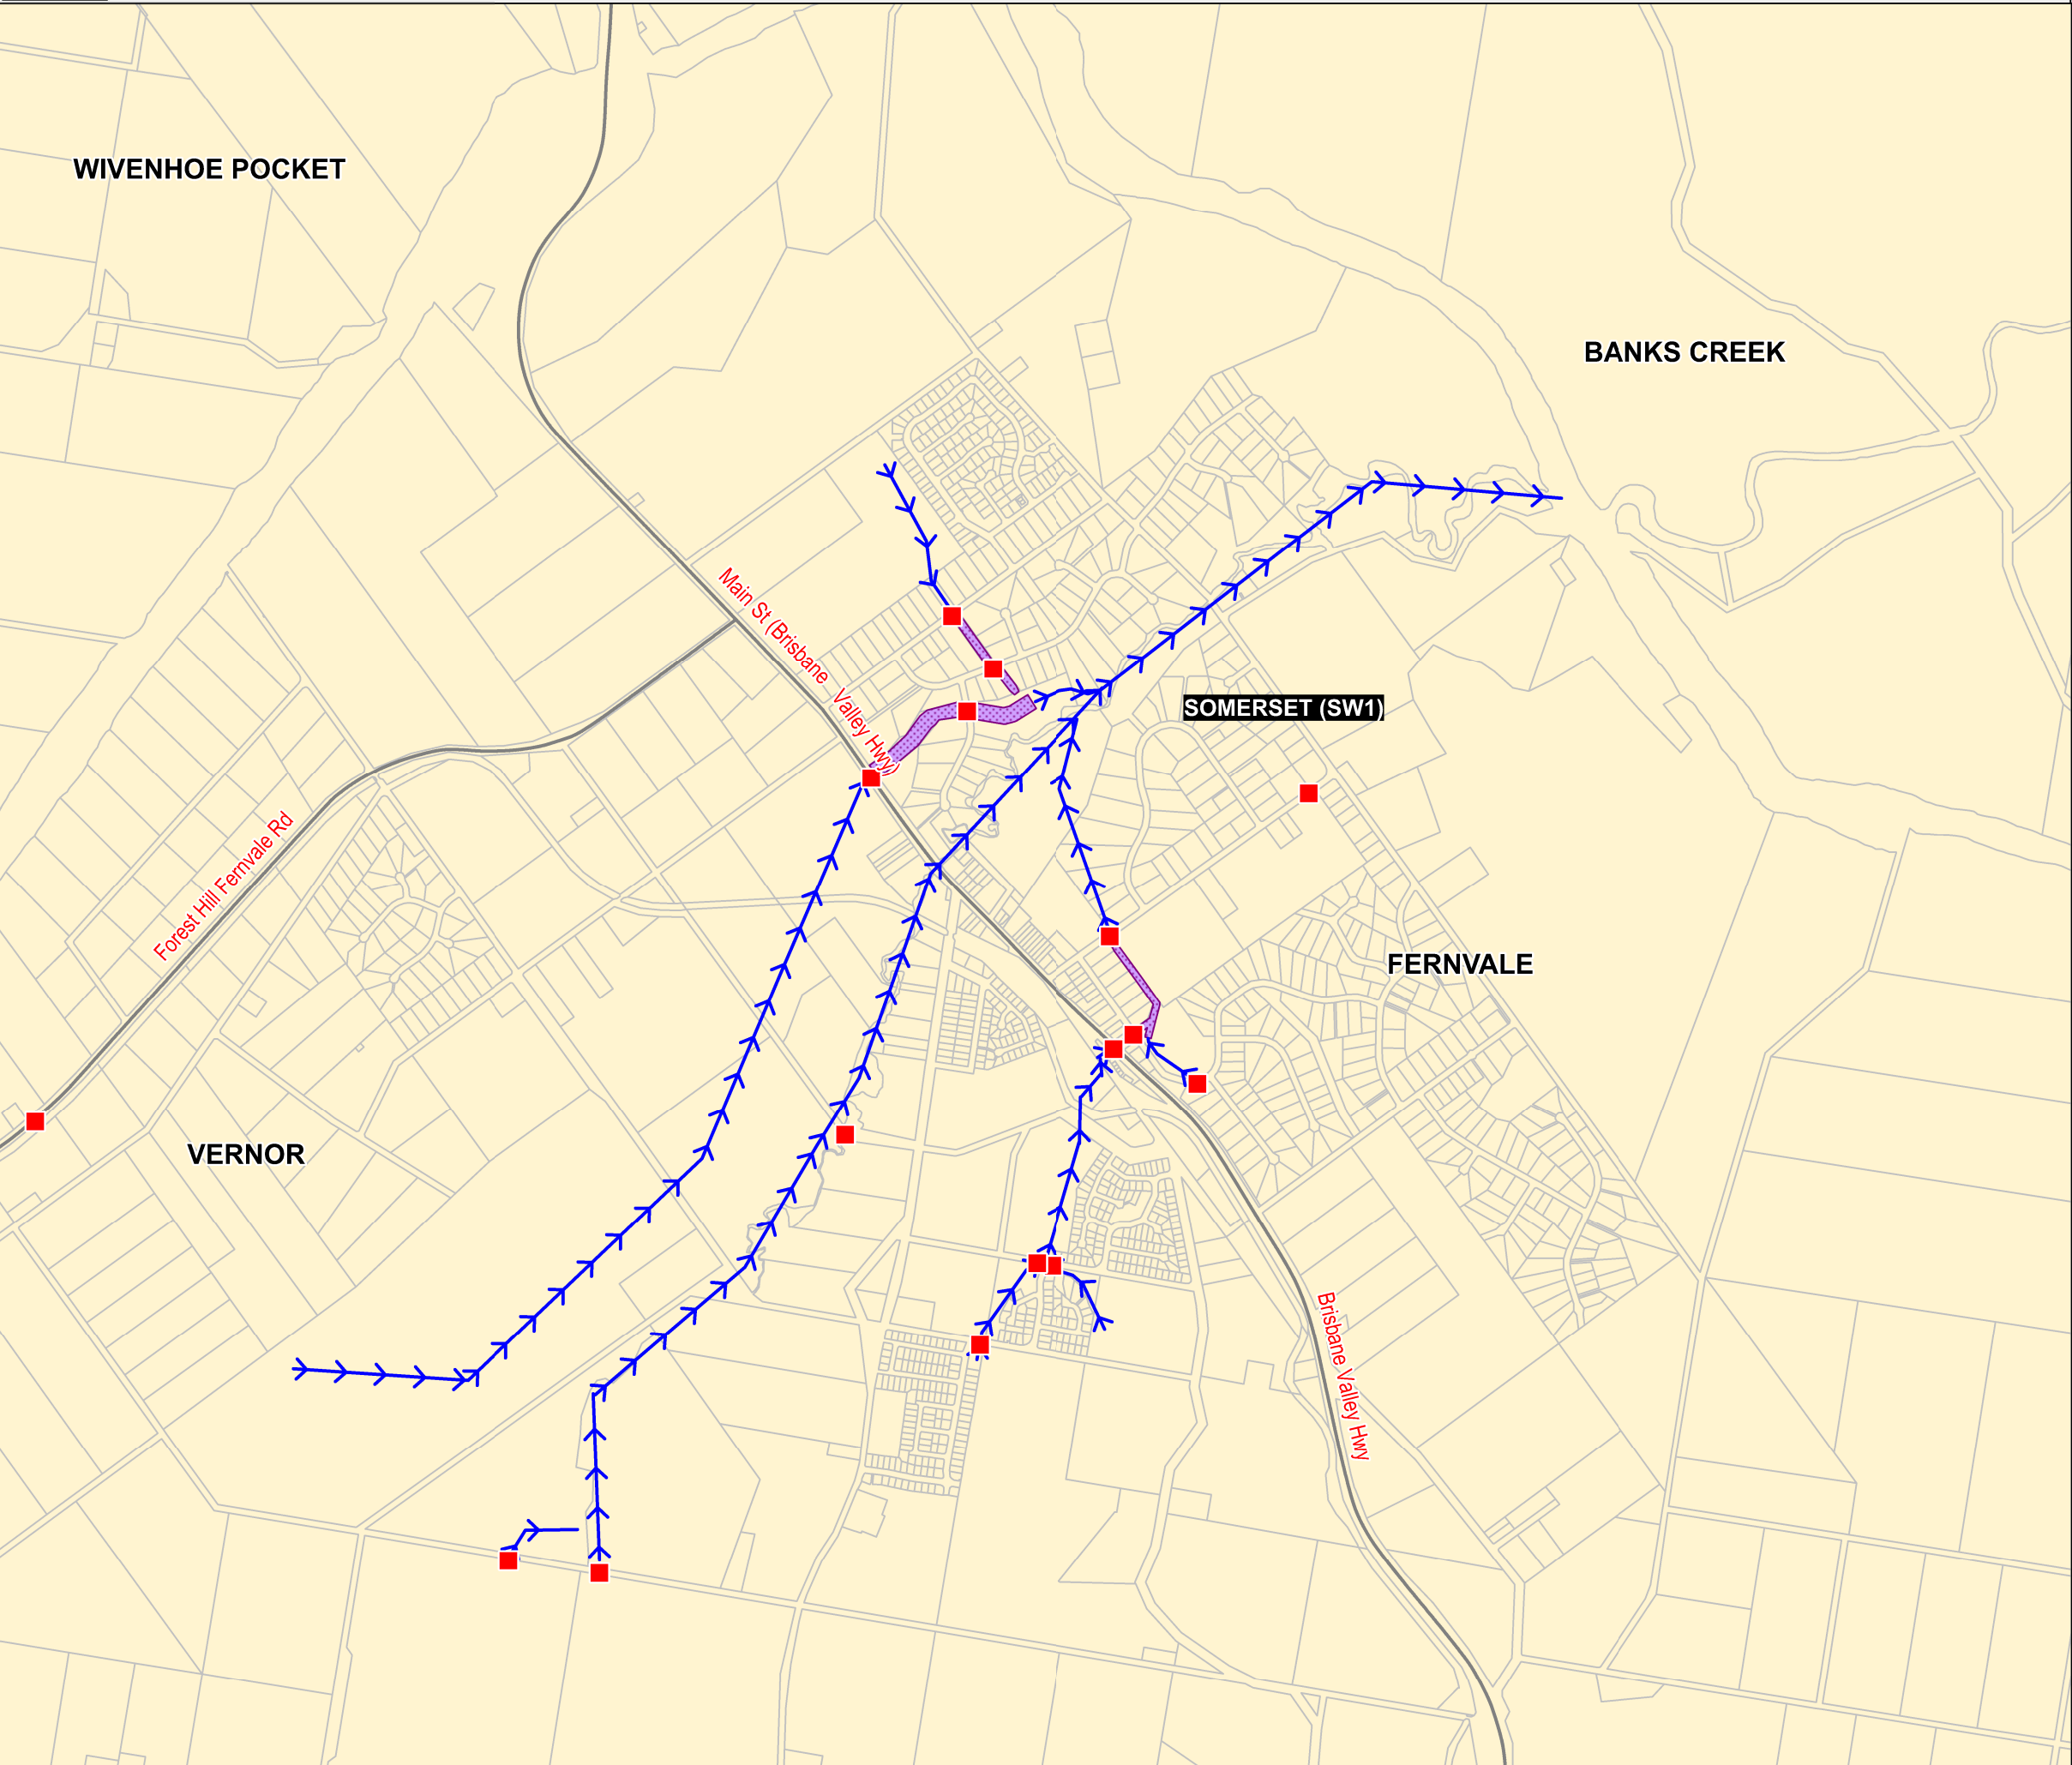 WIVENHOE POCKET
BANKS CREEK
Main St (Brisbane Valley Hwy)
SOMERSET (SW1)
Forest Hill Fernvale Rd
FERNVALE
VERNOR
Brisbane Valley Hwy